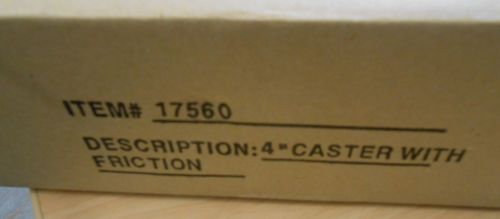 ITEM# 17560
DESCRIPTION: 4" CASTER WITH
FRICTION